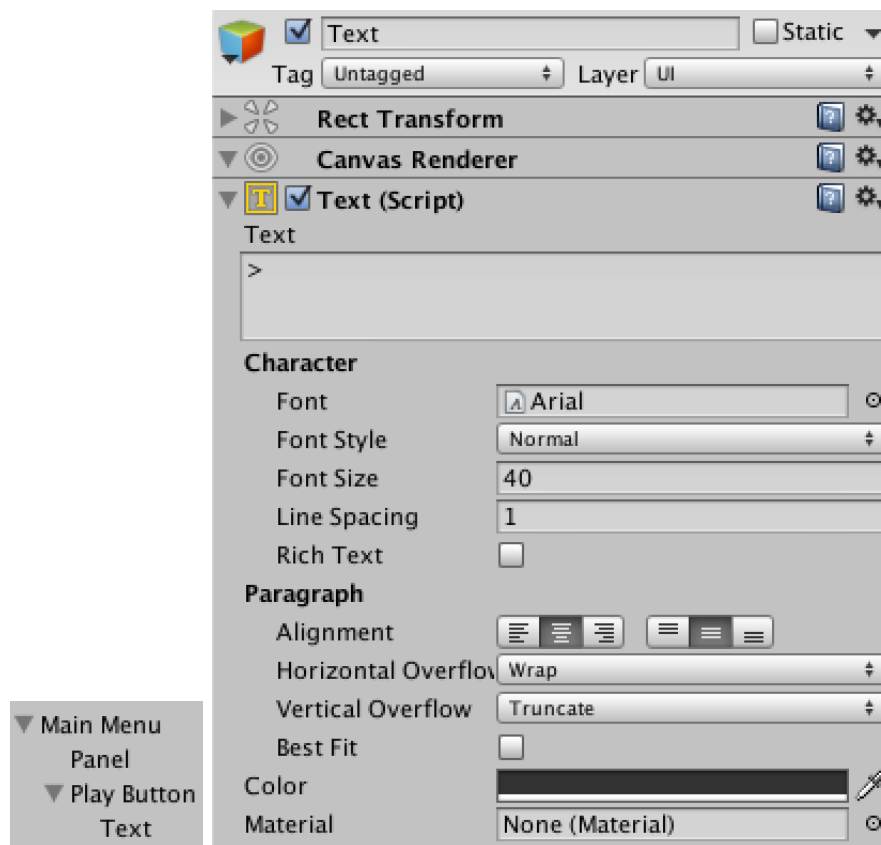 Text Static
Tag Untagged Layer UI
Rect Transform
Canvas Renderer
T Text (Script)
Text
>
Character
Font Arial
Font Style Normal
Font Size 40
Line Spacing 1
Rich Text
Paragraph
Alignment
Horizontal Overflow Wrap
Vertical Overflow Truncate
Best Fit
Color
Material None (Material)
Main Menu
Panel
Play Button
Text